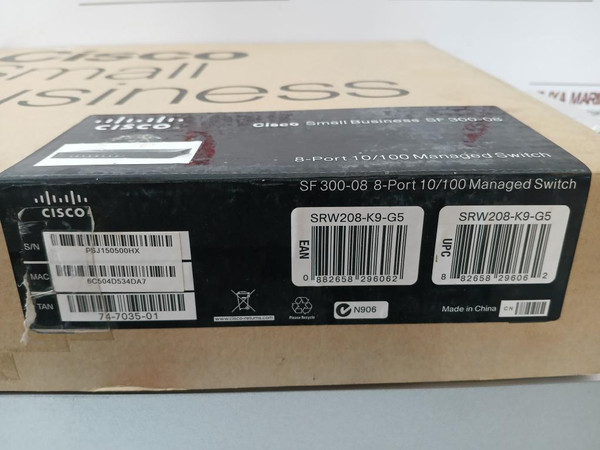 Cisco
Small
Business
CISCO
Cisco Small Business SF 300-08
8-Port 10/100 Managed Switch
CISCO
SF 300-08 8-Port 10/100 Managed Switch
SRW208-K9-G5
EAN
0 882658 296062
SRW208-K9-G5
UPC
8 82658 29606 2
S/N
PSJ150500HX
MAC
6C504D534DA7
TAN
74-7035-01
www.cisco-returns.com
Please Recycle
N906
Made in China
CN